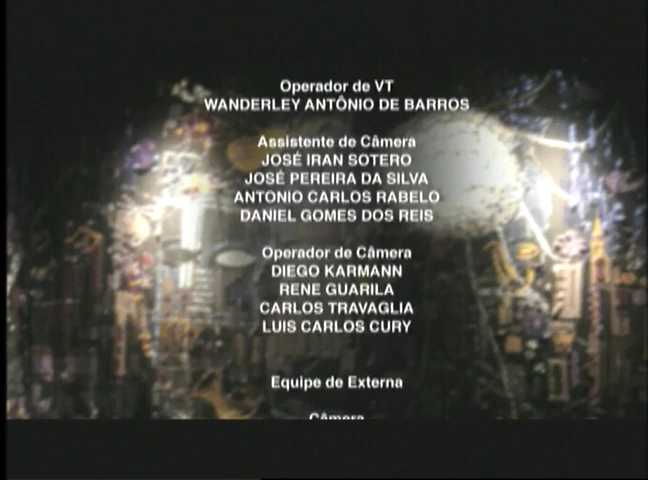 Operador de VT
WANDERLEY ANTÔNIO DE BARROS
Assistente de Câmera
JOSÉ IRAN SOTERO
JOSÉ PEREIRA DA SILVA
ANTONIO CARLOS RABELO
DANIEL GOMES DOS REIS
Operador de Câmera
DIEGO KARMANN
RENE GUARILA
CARLOS TRAVAGLIA
LUIS CARLOS CURY
Equipe de Externa
Câmera